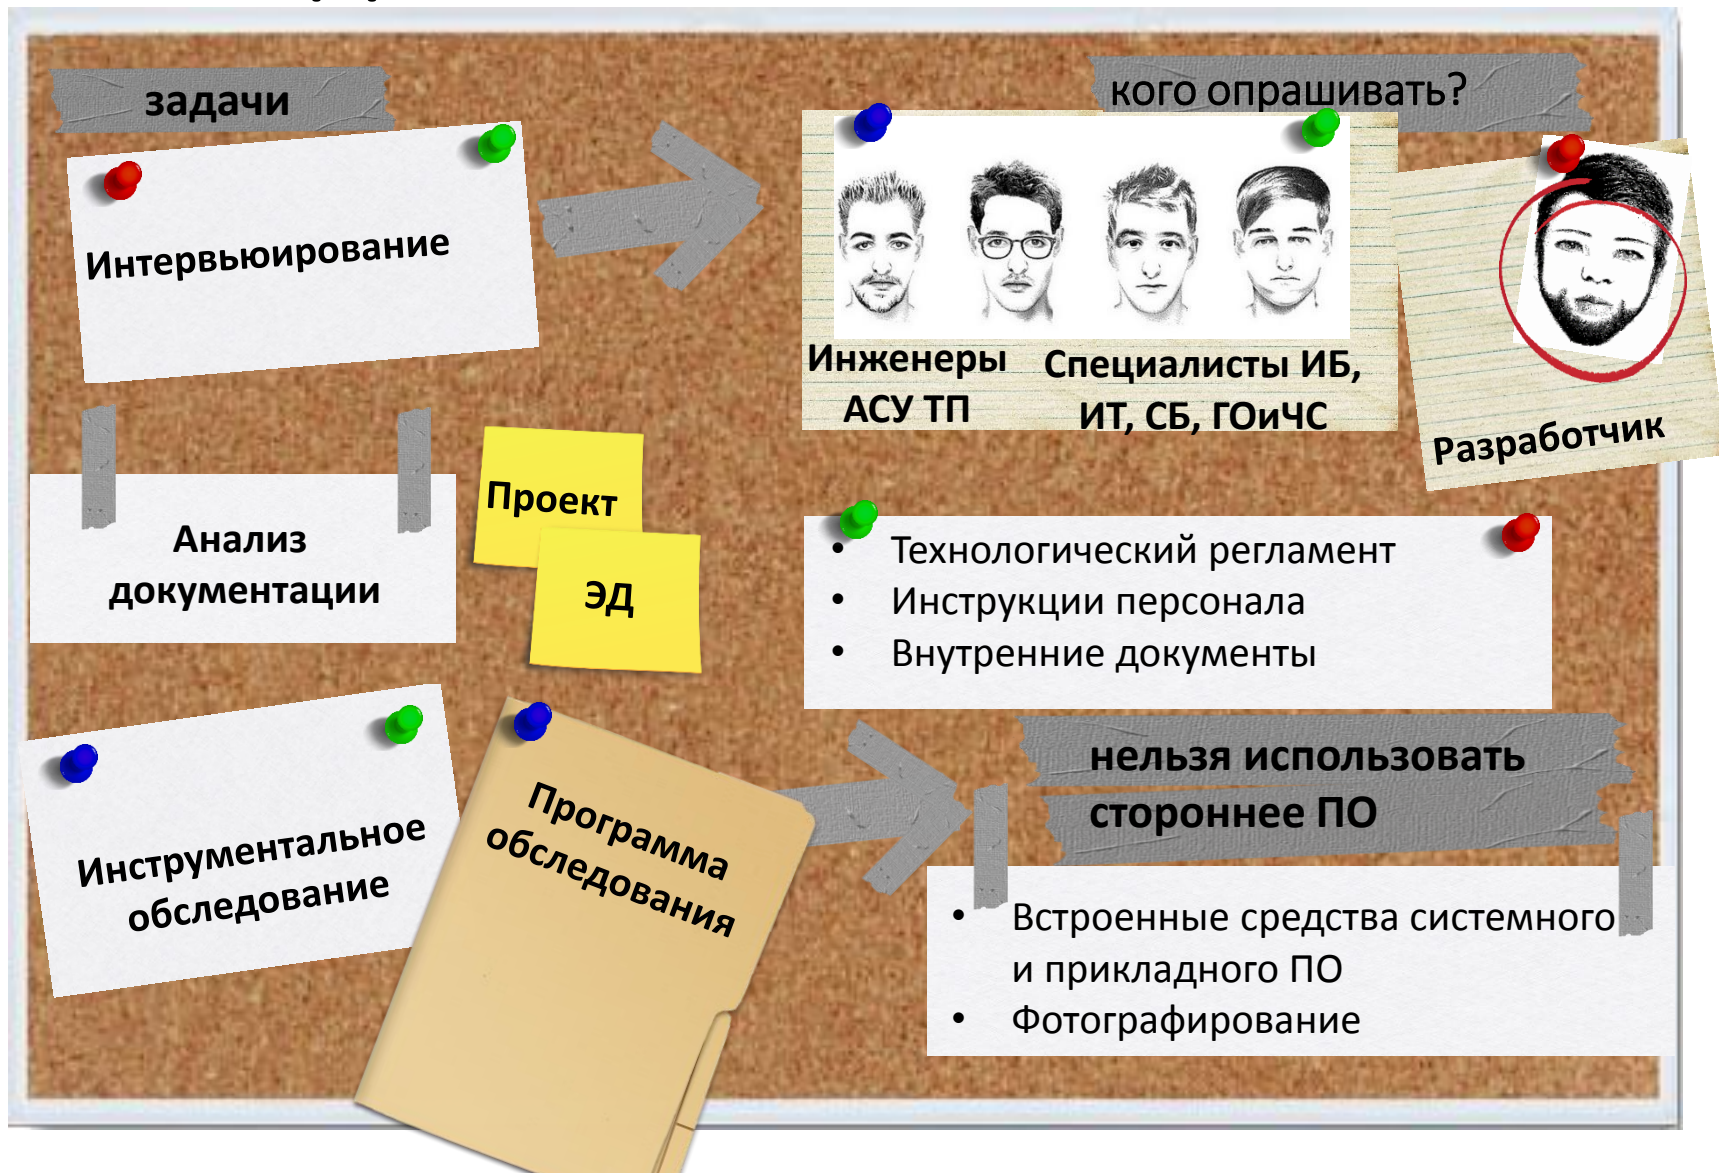 задачи
кого опрашивать?
Интервьюирование
Инженеры
АСУ ТП
Специалисты ИБ,
ИТ, СБ, ГОиЧС
Разработчик
Анализ
документации
Проект
ЭД
• Технологический регламент
• Инструкции персонала
• Внутренние документы
Инструментальное
обследование
Программа
обследования
нельзя использовать
стороннее ПО
• Встроенные средства системного
и прикладного ПО
• Фотографирование